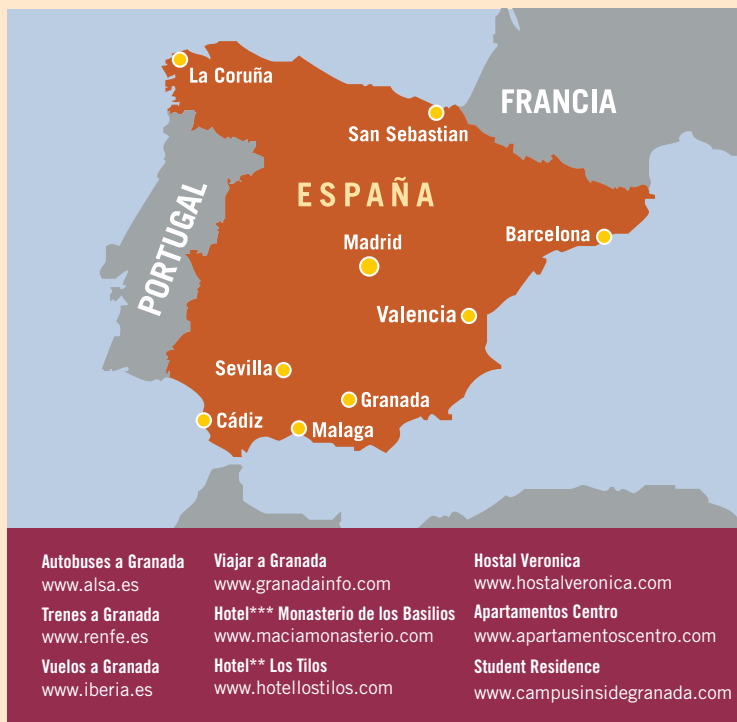 La Coruña
San Sebastian
FRANCIA
ESPAÑA
PORTUGAL
Madrid
Barcelona
Valencia
Sevilla
Granada
Cádiz
Malaga
Autobuses a Granada
www.alsa.es
Trenes a Granada
www.renfe.es
Vuelos a Granada
www.iberia.es
Viajar a Granada
www.granadainfo.com
Hotel*** Monasterio de los Basilios
www.maciamonasterio.com
Hotel** Los Tilos
www.hotellostilos.com
Hostal Veronica
www.hostalveronica.com
Apartamentos Centro
www.apartamentoscentro.com
Student Residence
www.campusinsidegranada.com